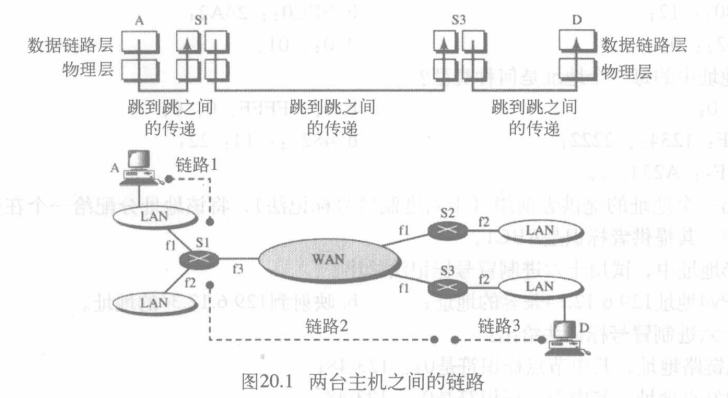 A S1 S3 D
数据链路层 数据链路层
物理层 物理层
跳到跳之间 跳到跳之间 跳到跳之间
的传递 的传递 的传递
A 链路1
LAN S2 LAN
f1 f1 f2
S1 WAN
f3
f2 f1 S3 f2 LAN
LAN
链路2 链路3 D
图20.1 两台主机之间的链路